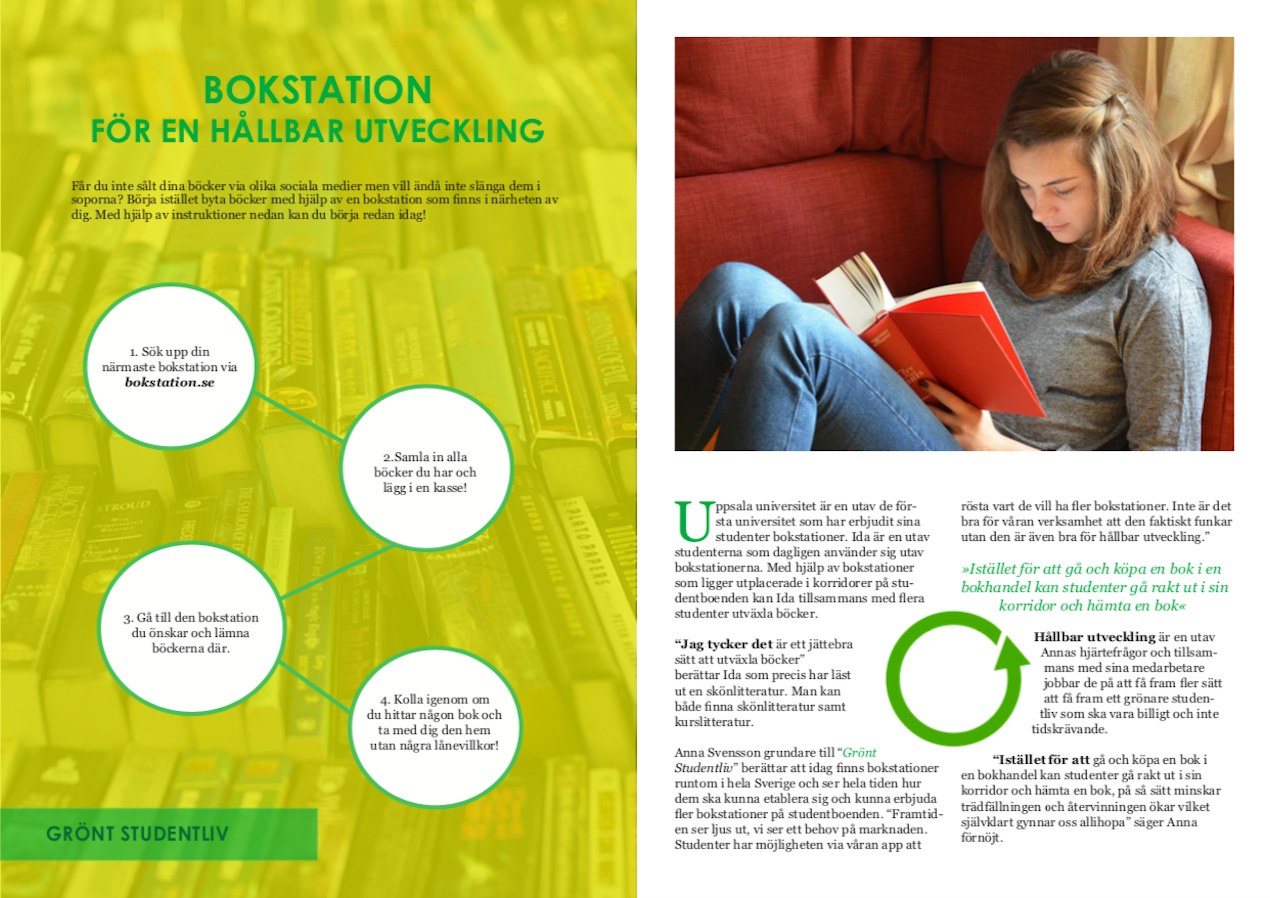 BOKSTATION
FÖR EN HÅLLBAR UTVECKLING
Får du inte sålt dina böcker via olika sociala medier men vill ändå inte slänga dem i
soporna? Börja istället byta böcker med hjälp av en bokstation som finns i närheten av
dig. Med hjälp av instruktioner nedan kan du börja redan idag!
1. Sök upp din
närmaste bokstation via
bokstation.se
2.Samla in alla
böcker du har och
lägg i en kasse!
3. Gå till den bokstation
du önskar och lämna
böckerna där.
4. Kolla igenom om
du hittar någon bok och
ta med dig den hem
utan några lånevillkor!
STROUD
PLATO PAPERS
GRÖNT STUDENTLIV
Uppsala universitet är en utav de för-
sta universitet som har erbjudit sina
studenter bokstationer. Ida är en utav
studenterna som dagligen använder sig utav
bokstationerna. Med hjälp av bokstationer
som ligger utplacerade i korridorer på stu-
dentboenden kan Ida tillsammans med flera
studenter utväxla böcker.
“Jag tycker det är ett jättebra
sätt att utväxla böcker”
berättar Ida som precis har läst
ut en skönlitteratur. Man kan
både finna skönlitteratur samt
kurslitteratur.
Anna Svensson grundare till “Grönt
Studentliv” berättar att idag finns bokstationer
runtom i hela Sverige och ser hela tiden hur
dem ska kunna etablera sig och kunna erbjuda
fler bokstationer på studentboenden. “Framtid-
en ser ljus ut, vi ser ett behov på marknaden.
Studenter har möjligheten via våran app att
rösta vart de vill ha fler bokstationer. Inte är det
bra för våran verksamhet att den faktiskt funkar
utan den är även bra för hållbar utveckling.”
»Istället för att gå och köpa en bok i en
bokhandel kan studenter gå rakt ut i sin
korridor och hämta en bok«
Hållbar utveckling är en utav
Annas hjärtefrågor och tillsam-
mans med sina medarbetare
jobbar de på att få fram fler sätt
att få fram ett grönare studen-
tliv som ska vara billigt och inte
tidskrävande.
“Istället för att gå och köpa en bok i
en bokhandel kan studenter gå rakt ut i sin
korridor och hämta en bok, på så sätt minskar
trädfällningen och återvinningen ökar vilket
självklart gynnar oss allihopa” säger Anna
förnöjt.